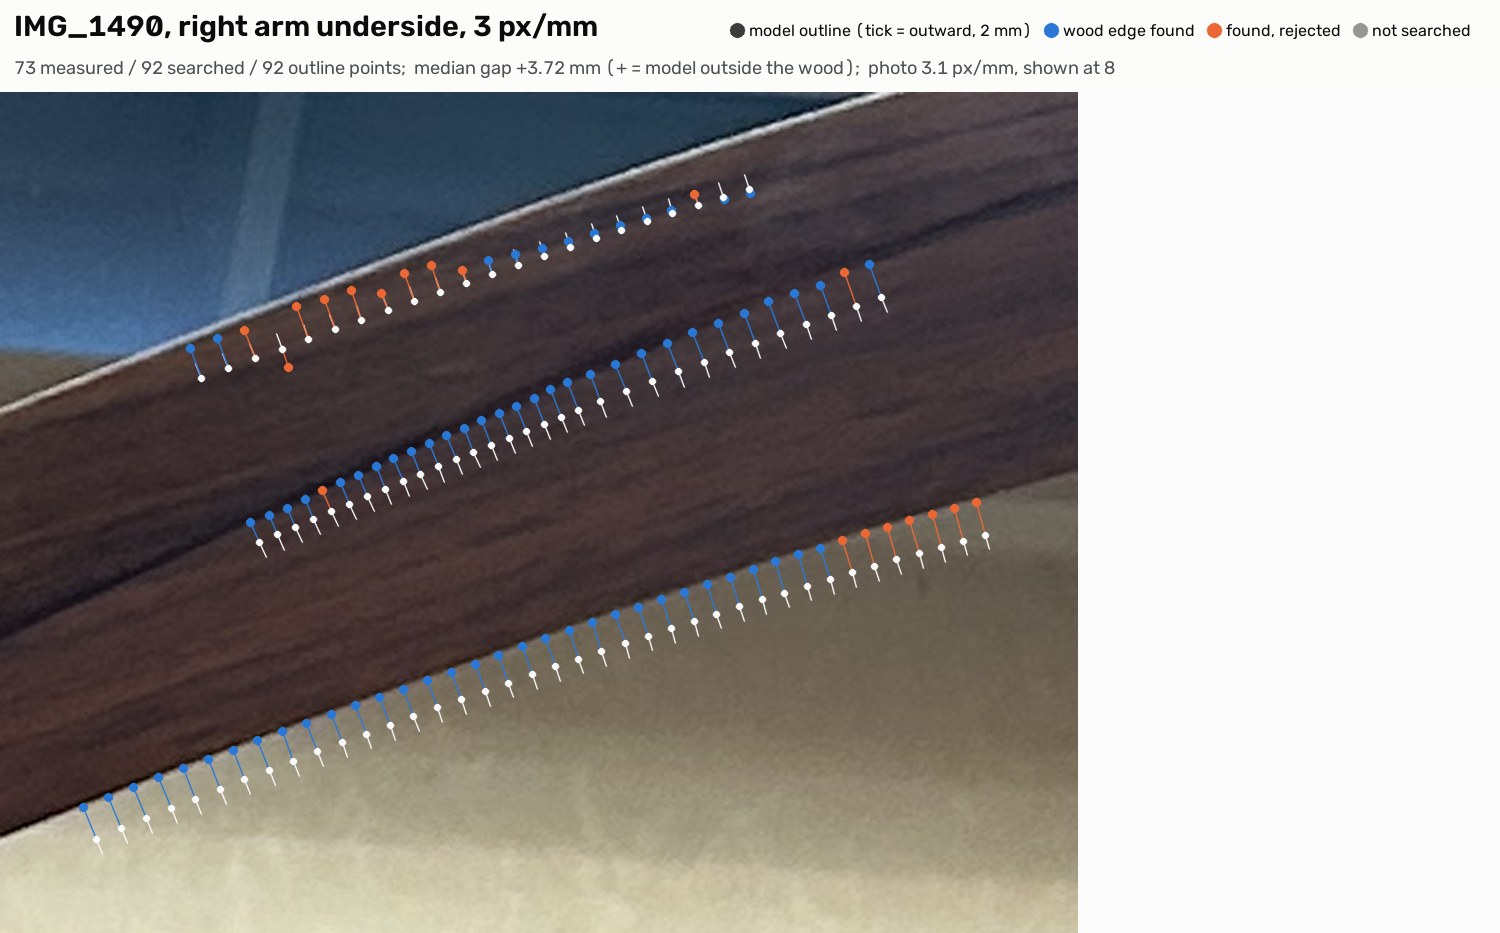 IMG_1490, right arm underside, 3 px/mm
model outline (tick = outward, 2 mm) wood edge found found, rejected not searched
73 measured / 92 searched / 92 outline points; median gap +3.72 mm (+ = model outside the wood); photo 3.1 px/mm, shown at 8